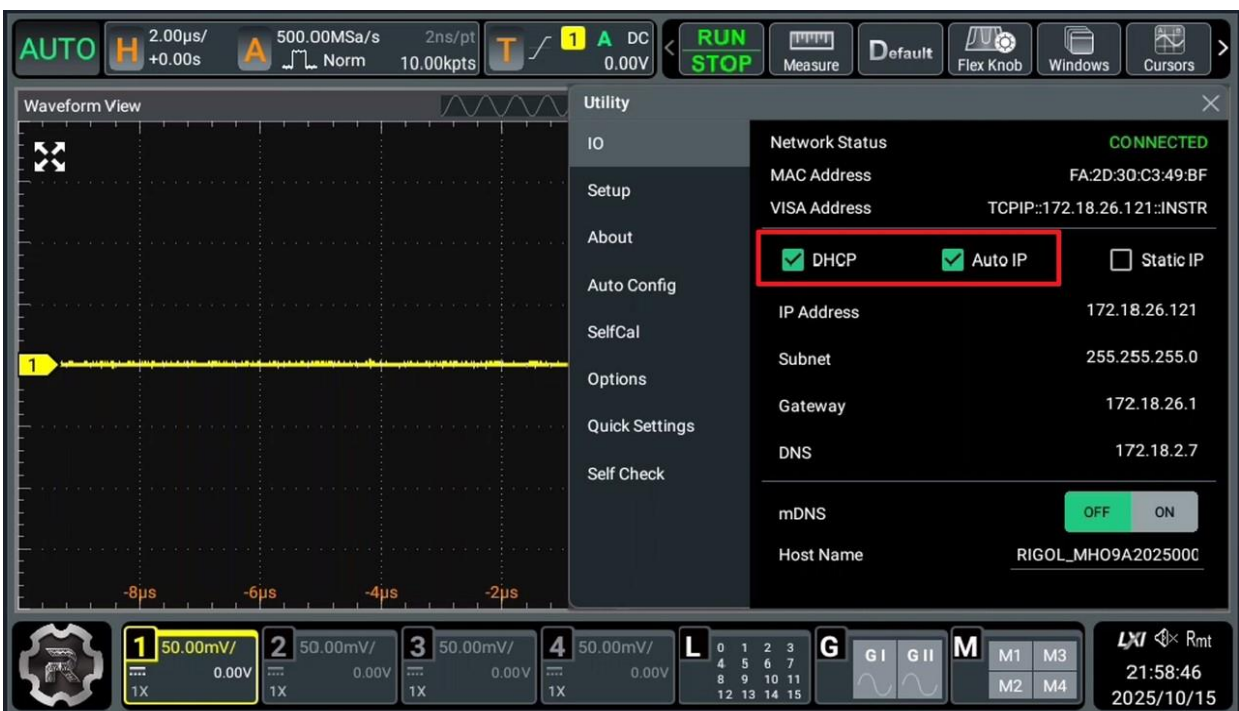 AUTO H 2.00µs/ +0.00s A 500.00MSa/s Norm 2ns/pt 10.00kpts T 1 A DC 0.00V < RUN STOP Measure Default Flex Knob Windows Cursors >
Waveform View
Utility
IO
Setup
About
Auto Config
SelfCal
Options
Quick Settings
Self Check
Network Status CONNECTED
MAC Address FA:2D:30:C3:49:BF
VISA Address TCPIP::172.18.26.121::INSTR
DHCP Auto IP Static IP
IP Address 172.18.26.121
Subnet 255.255.255.0
Gateway 172.18.26.1
DNS 172.18.2.7
mDNS OFF ON
Host Name RIGOL_MHO9A2025000
1
-8µs -6µs -4µs -2µs
1 50.00mV/ 0.00V 1X
2 50.00mV/ 0.00V 1X
3 50.00mV/ 0.00V 1X
4 50.00mV/ 0.00V 1X
L 0 1 2 3
4 5 6 7
8 9 10 11
12 13 14 15
G GI GII
M M1 M3
M2 M4
LXI Rmt
21:58:46
2025/10/15